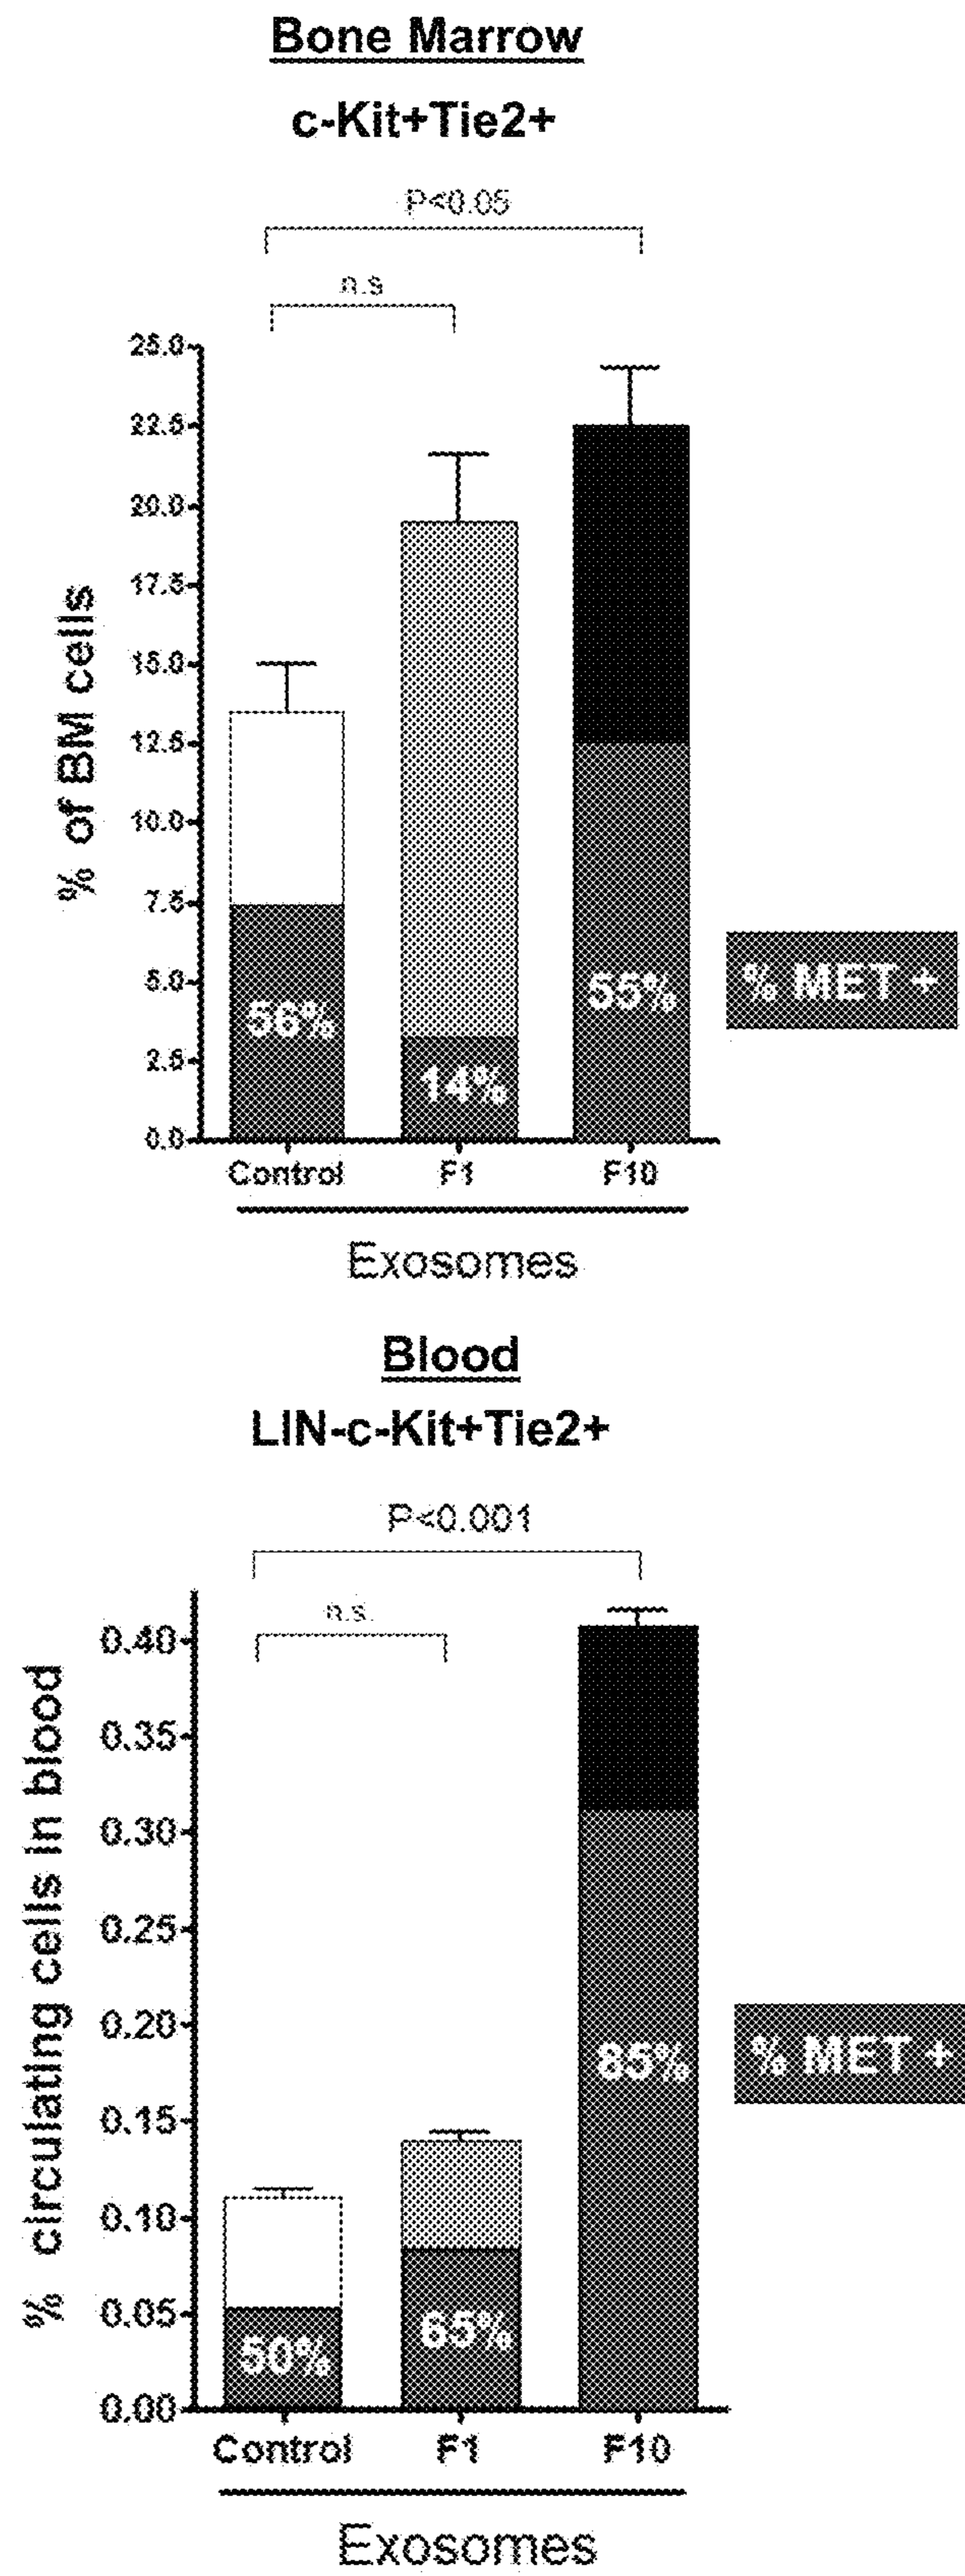 Bone Marrow
c-Kit+Tie2+
P<0.05
n.s
25.0
22.5
20.0
17.5
15.0
12.5
10.0
7.5
5.0
2.5
0.0
% of BM cells
56%
14%
55%
% MET +
Control F1 F10
Exosomes
Blood
LIN-c-Kit+Tie2+
P<0.001
n.s.
0.40
0.35
0.30
0.25
0.20
0.15
0.10
0.05
0.00
% circulating cells in blood
50%
65%
85%
% MET +
Control F1 F10
Exosomes